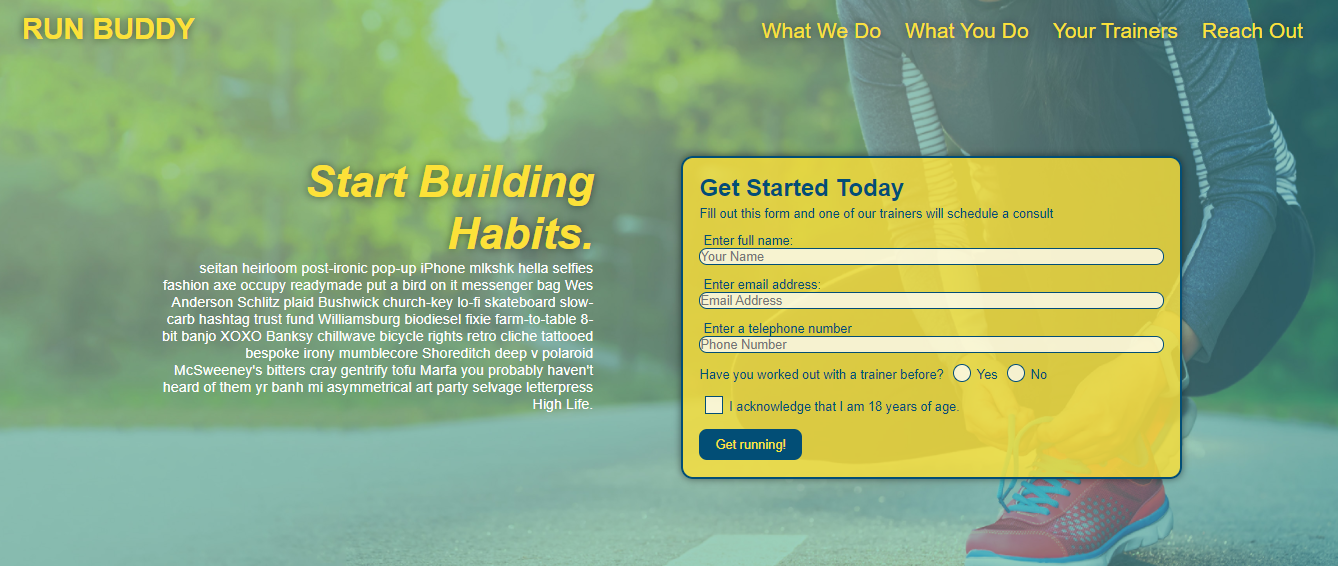 RUN BUDDY
What We Do What You Do Your Trainers Reach Out
Start Building
Habits.
seitan heirloom post-ironic pop-up iPhone mlkshk hella selfies
fashion axe occupy readymade put a bird on it messenger bag Wes
Anderson Schlitz plaid Bushwick church-key lo-fi skateboard slow-
carb hashtag trust fund Williamsburg biodiesel fixie farm-to-table 8-
bit banjo XOXO Banksy chillwave bicycle rights retro cliche tattooed
bespoke irony mumblecore Shoreditch deep v polaroid
McSweeney's bitters cray gentrify tofu Marfa you probably haven't
heard of them yr banh mi asymmetrical art party selvage letterpress
High Life.
Get Started Today
Fill out this form and one of our trainers will schedule a consult
Enter full name:
Your Name
Enter email address:
Email Address
Enter a telephone number
Phone Number
Have you worked out with a trainer before? Yes No
I acknowledge that I am 18 years of age.
Get running!